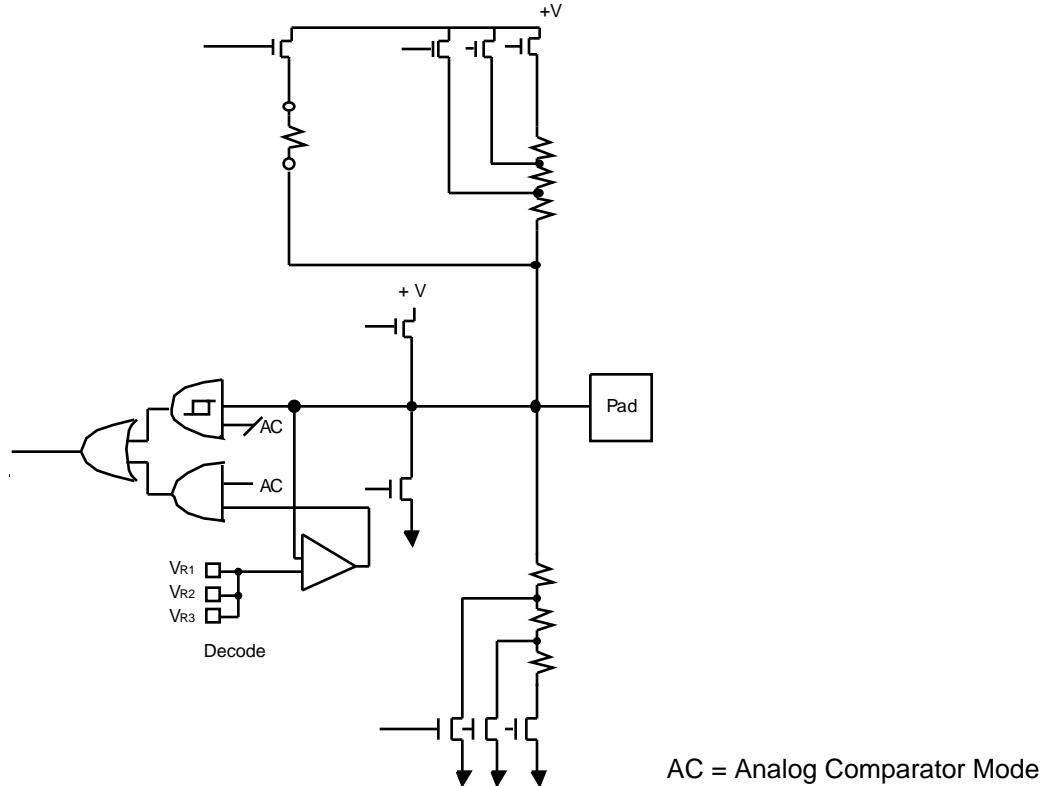 +V
+ V
Pad
AC
AC
VR1
VR2
VR3
Decode
AC = Analog Comparator Mode